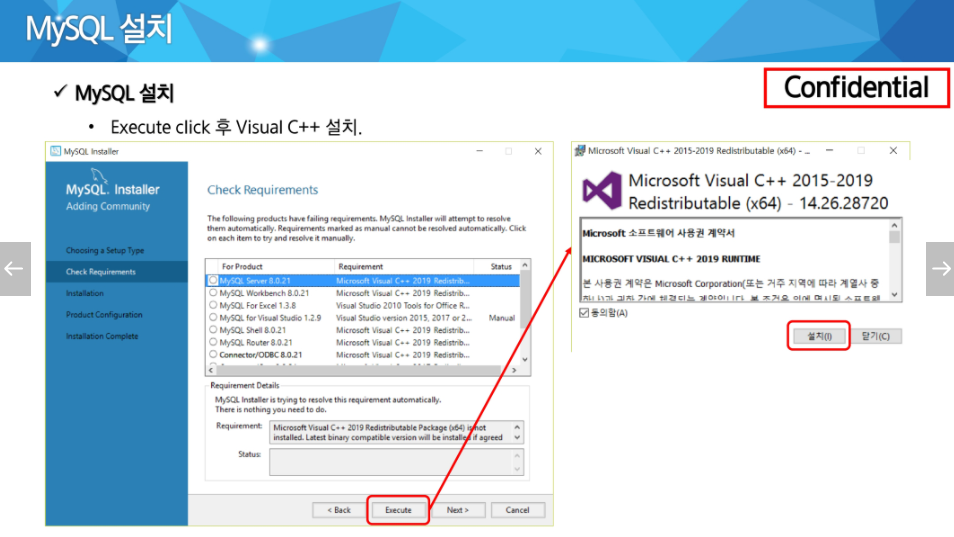 MySQL 설치
✓ MySQL 설치
Confidential
• Execute click 후 Visual C++ 설치.
MySQL Installer
MySQL. Installer
Adding Community
Choosing a Setup Type
Check Requirements
Installation
Product Configuration
Installation Complete
Check Requirements
The following products have failing requirements. MySQL Installer will attempt to resolve
them automatically. Requirements marked as manual cannot be resolved automatically. Click
on each item to try and resolve it manually.
For Product Requirement Status
MySQL Server 8.0.21 Microsoft Visual C++ 2019 Redistrib...
MySQL Workbench 8.0.21 Microsoft Visual C++ 2019 Redistrib...
MySQL For Excel 1.3.8 Visual Studio 2010 Tools for Office R...
MySQL for Visual Studio 1.2.9 Visual Studio version 2015, 2017 or 2... Manual
MySQL Shell 8.0.21 Microsoft Visual C++ 2019 Redistrib...
MySQL Router 8.0.21 Microsoft Visual C++ 2019 Redistrib...
Connector/ODBC 8.0.21 Microsoft Visual C++ 2019 Redistrib...
Requirement Details
MySQL Installer is trying to resolve this requirement automatically.
There is nothing you need to do.
Requirement: Microsoft Visual C++ 2019 Redistributable Package (x64) is not
installed. Latest binary compatible version will be installed if agreed
Status:
< Back Execute Next > Cancel
Microsoft Visual C++ 2015-2019 Redistributable (x64) - ...
Microsoft Visual C++ 2015-2019
Redistributable (x64) - 14.26.28720
Microsoft 소프트웨어 사용권 계약서
MICROSOFT VISUAL C++ 2019 RUNTIME
본 사용권 계약은 Microsoft Corporation(또는 거주 지역에 따라 계열사 중
동의함(A)
설치(I) 닫기(C)